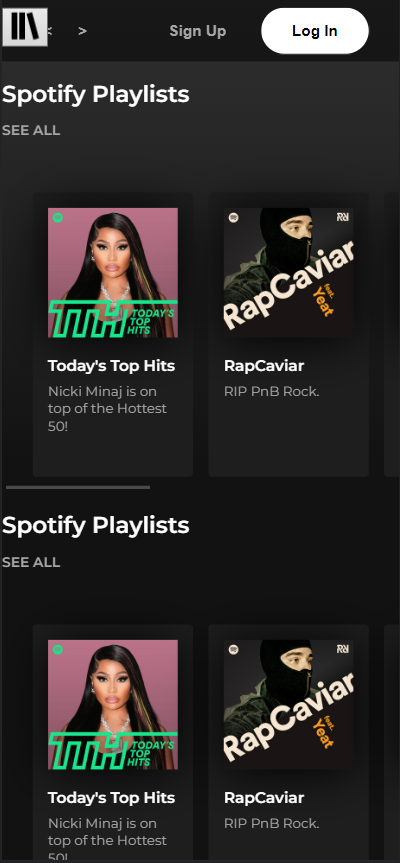 < >
Sign Up
Log In
Spotify Playlists
SEE ALL
TODAY'S
TOP
HITS
RapCaviar
feat.
Yeat
Today's Top Hits
Nicki Minaj is on
top of the Hottest
50!
RapCaviar
RIP PnB Rock.
Spotify Playlists
SEE ALL
TODAY'S
TOP
HITS
RapCaviar
feat.
Yeat
Today's Top Hits
Nicki Minaj is on
top of the Hottest
50!
RapCaviar
RIP PnB Rock.